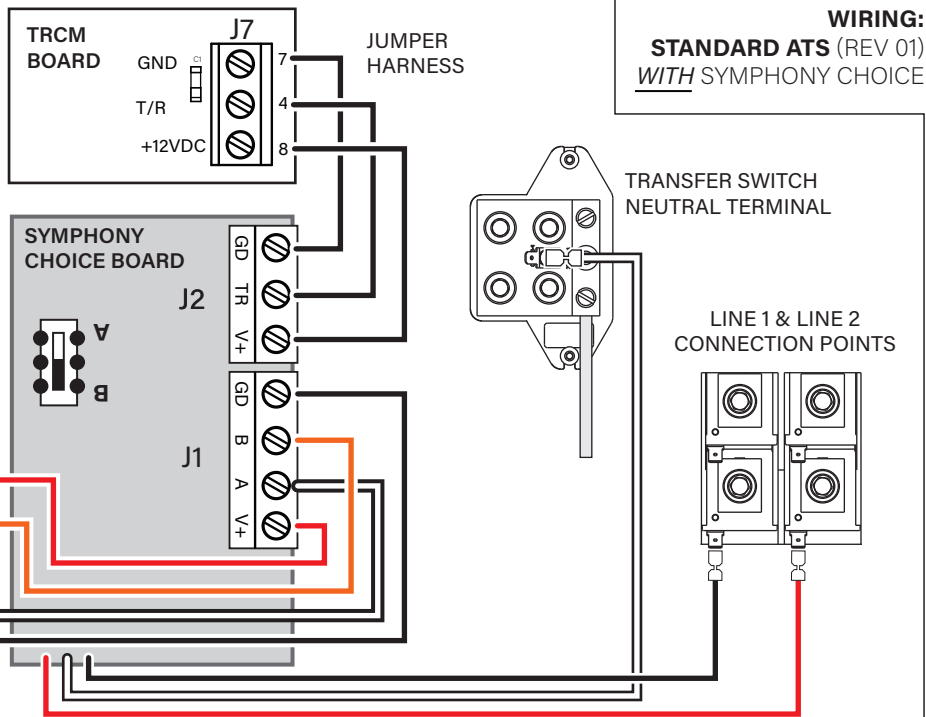 WIRING:
STANDARD ATS (REV 01)
WITH SYMPHONY CHOICE
TRCM
BOARD
J7
GND
C1
T/R
+12VDC
7
4
8
JUMPER
HARNESS
SYMPHONY
CHOICE BOARD
J2
GD
TR
V+
A
B
J1
GD
B
A
V+
TRANSFER SWITCH
NEUTRAL TERMINAL
LINE 1 & LINE 2
CONNECTION POINTS